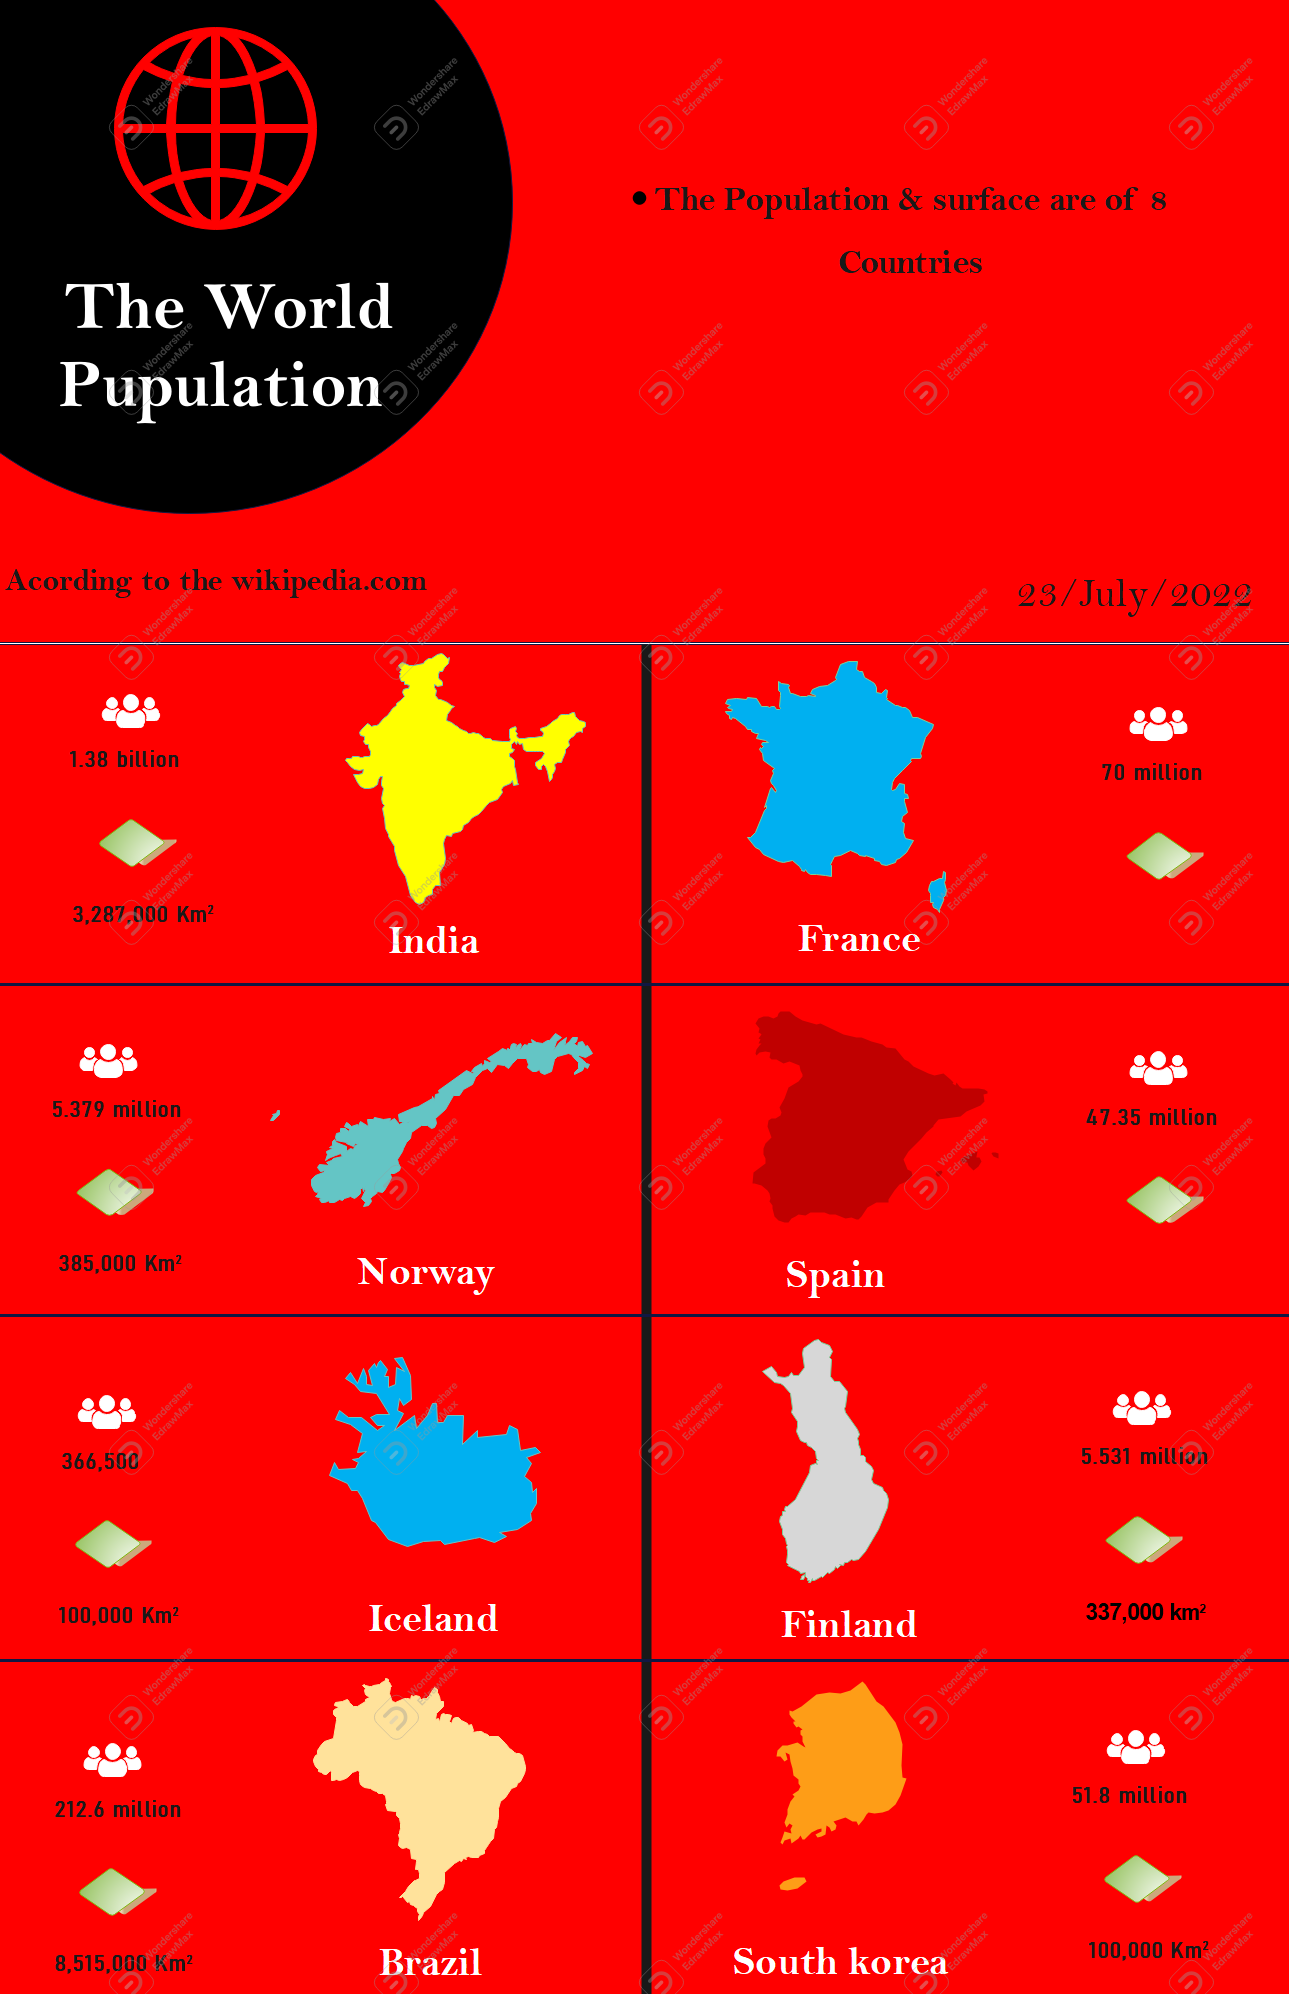 The World
Pupulation
• The Population & surface are of 8
Countries
Acording to the wikipedia.com
23/July/2022
1.38 billion
3,287,000 Km²
India
70 million
France
5.379 million
385,000 Km²
Norway
47.35 million
Spain
366,500
100,000 Km²
Iceland
5.531 million
337,000 km²
Finland
212.6 million
8,515,000 Km²
Brazil
51.8 million
100,000 Km²
South korea
Wondershare
EdrawMax